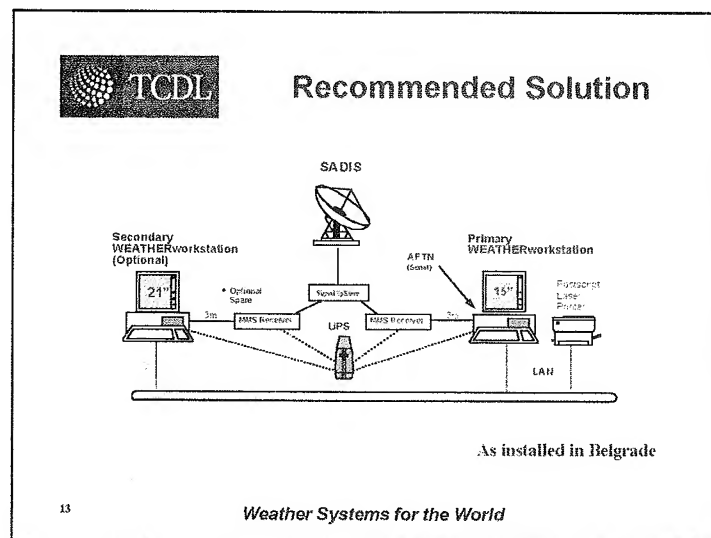 TCDL
Recommended Solution
SADIS
Secondary
WEATHERworkstation
(Optional)
Primary
WEATHERworkstation
AFTN
(Serial)
21"
* Optional
Spare
Signal Splitter
15"
Postscript
Laser
Printer
3m
MMS Receiver
UPS
MMS Receiver
3m
LAN
As installed in Belgrade
13
Weather Systems for the World